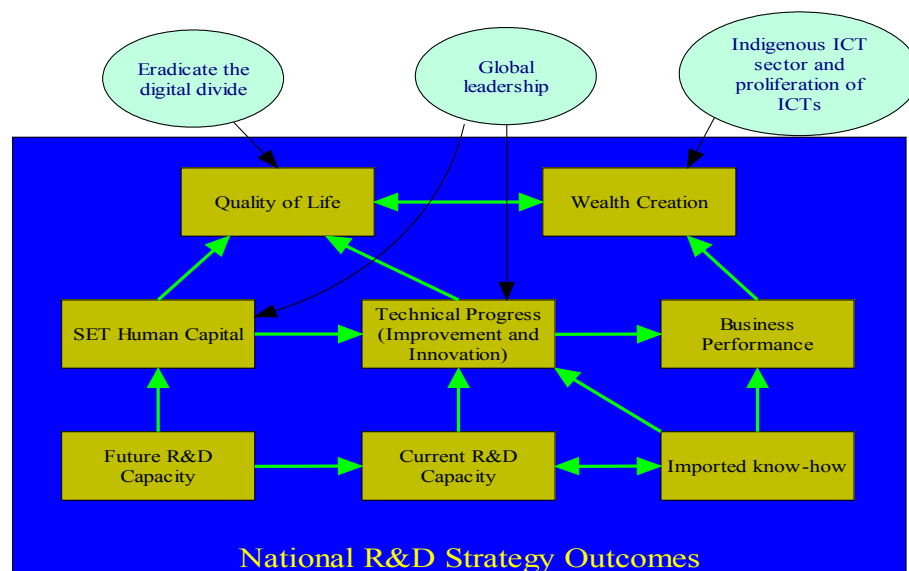 Eradicate the
digital divide
Global
leadership
Indigenous ICT
sector and
proliferation of
ICTs
Quality of Life
Wealth Creation
SET Human Capital
Technical Progress
(Improvement and
Innovation)
Business
Performance
Future R&D
Capacity
Current R&D
Capacity
Imported know-how
National R&D Strategy Outcomes